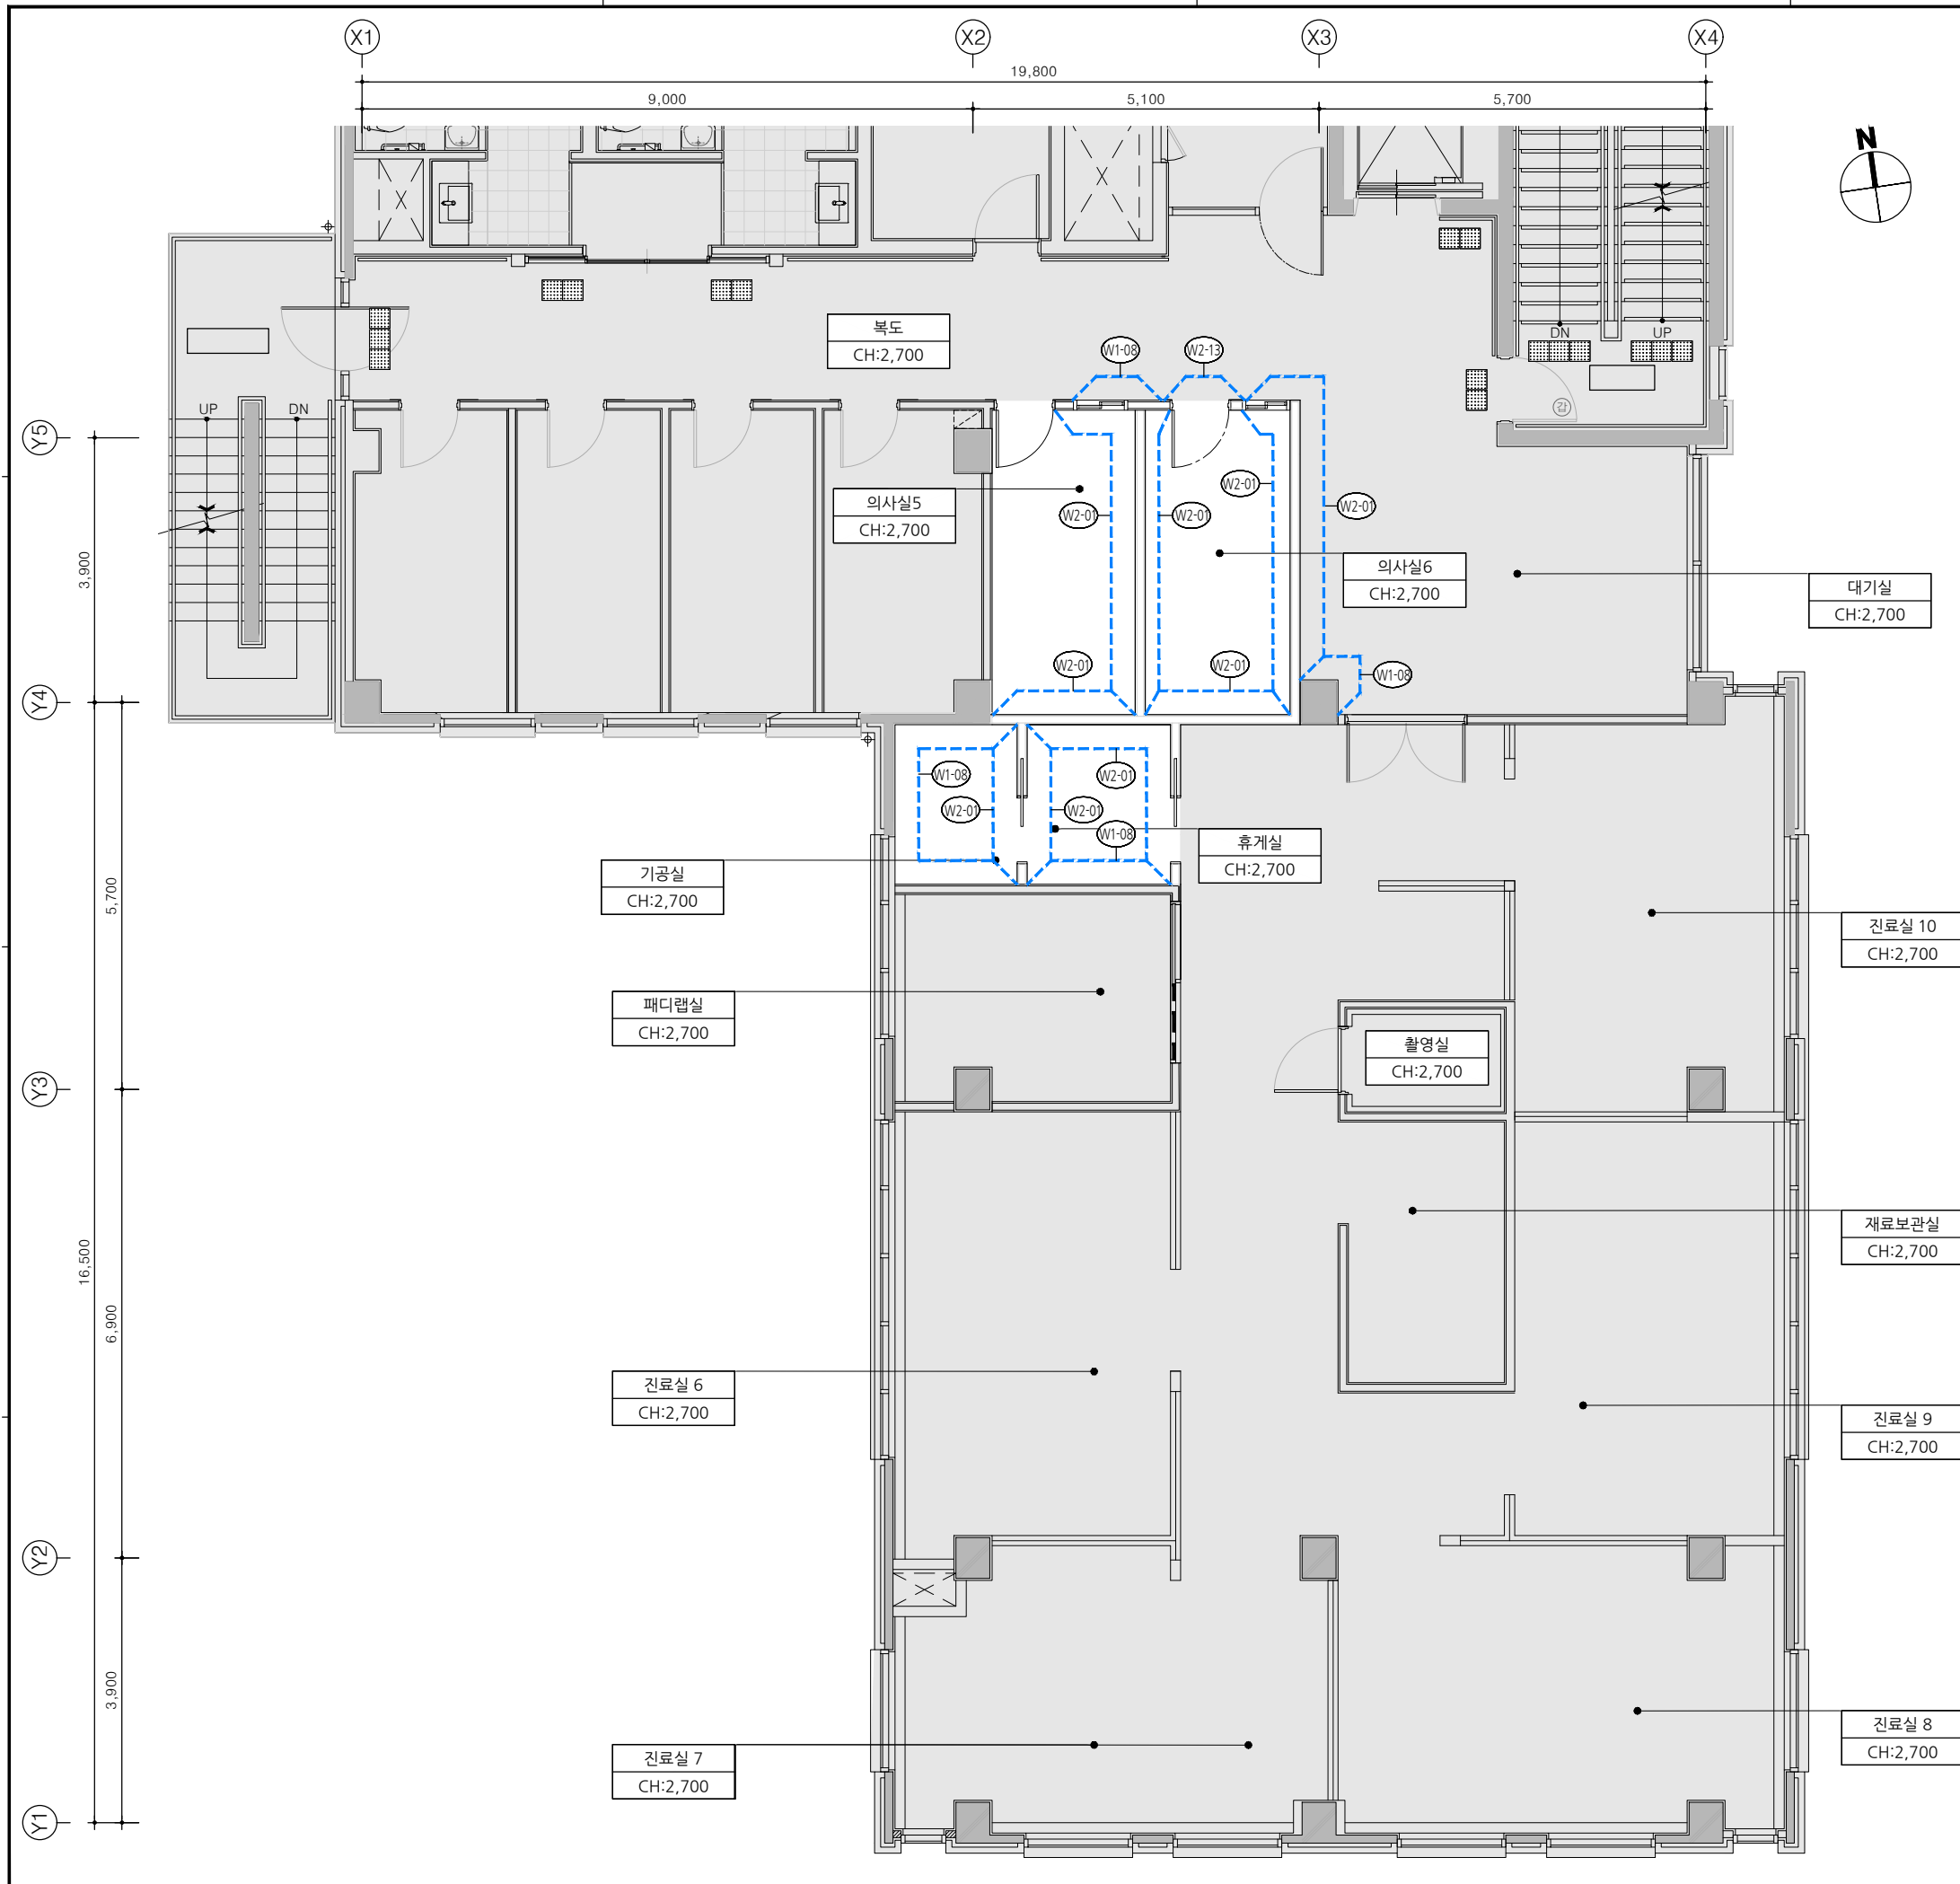 X1
X2
X3
X4
19,800
9,000
5,100
5,700
N
복도
CH:2,700
W1-08
W2-13
DN
UP
갑
UP
DN
Y5
의사실5
CH:2,700
W2-01
W2-01
W2-01
W2-01
의사실6
CH:2,700
대기실
CH:2,700
3,900
W2-01
W2-01
W1-08
Y4
W1-08
W2-01
W2-01
W2-01
W1-08
휴게실
CH:2,700
기공실
CH:2,700
5,700
진료실 10
CH:2,700
패디랩실
CH:2,700
촬영실
CH:2,700
Y3
재료보관실
CH:2,700
16,500
6,900
진료실 6
CH:2,700
진료실 9
CH:2,700
Y2
3,900
진료실 7
CH:2,700
진료실 8
CH:2,700
Y1